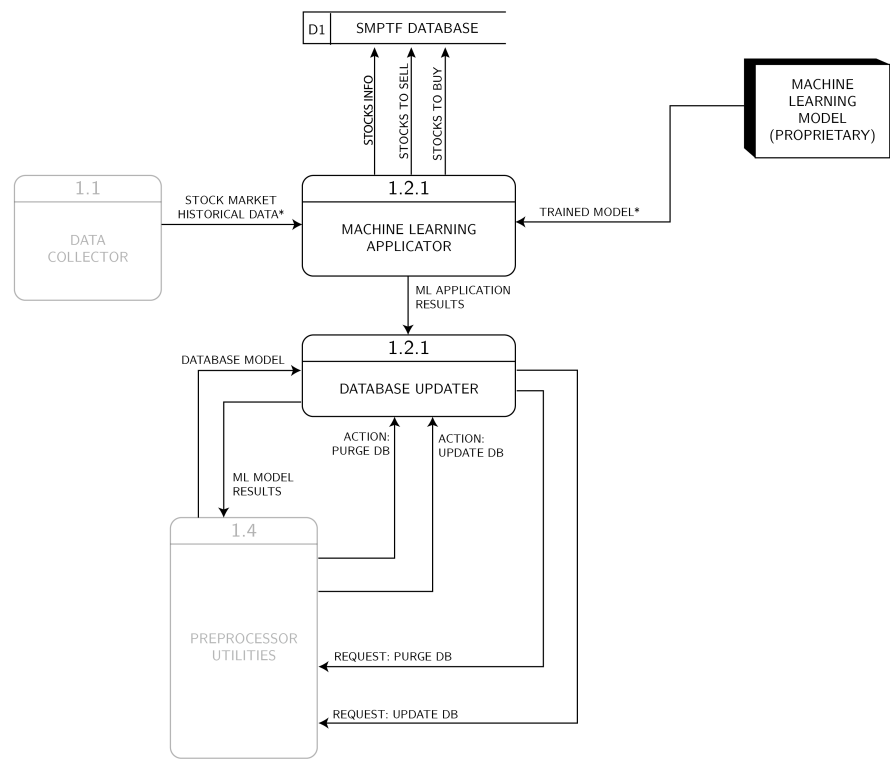 D1
SMPTF DATABASE
STOCKS INFO
STOCKS TO SELL
STOCKS TO BUY
MACHINE
LEARNING
MODEL
(PROPRIETARY)
1.1
DATA
COLLECTOR
STOCK MARKET
HISTORICAL DATA*
1.2.1
MACHINE LEARNING
APPLICATOR
TRAINED MODEL*
ML APPLICATION
RESULTS
1.2.1
DATABASE UPDATER
DATABASE MODEL
ML MODEL
RESULTS
ACTION:
PURGE DB
ACTION:
UPDATE DB
1.4
PREPROCESSOR
UTILITIES
REQUEST: PURGE DB
REQUEST: UPDATE DB